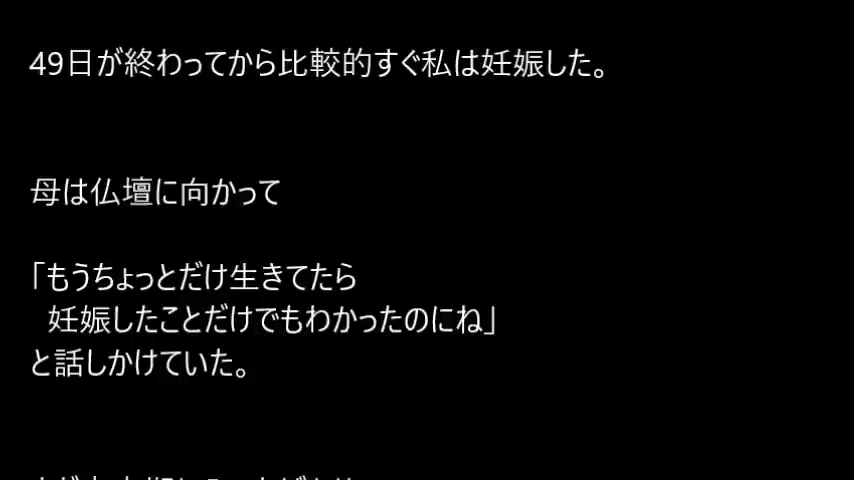 49日が終わってから比較的すぐ私は妊娠した。
母は仏壇に向かって
「もうちょっとだけ生きてたら
妊娠したことだけでもわかったのにね」
と話しかけていた。